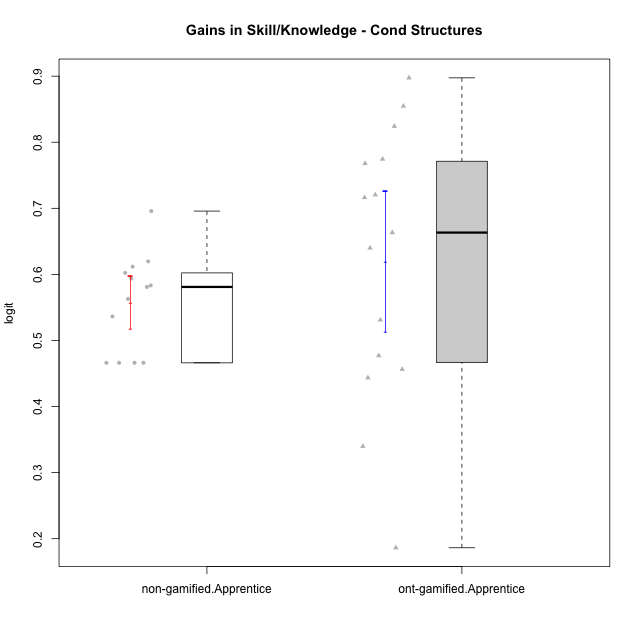 Gains in Skill/Knowledge - Cond Structures
logit
0.9
0.8
0.7
0.6
0.5
0.4
0.3
0.2
non-gamified.Apprentice
ont-gamified.Apprentice